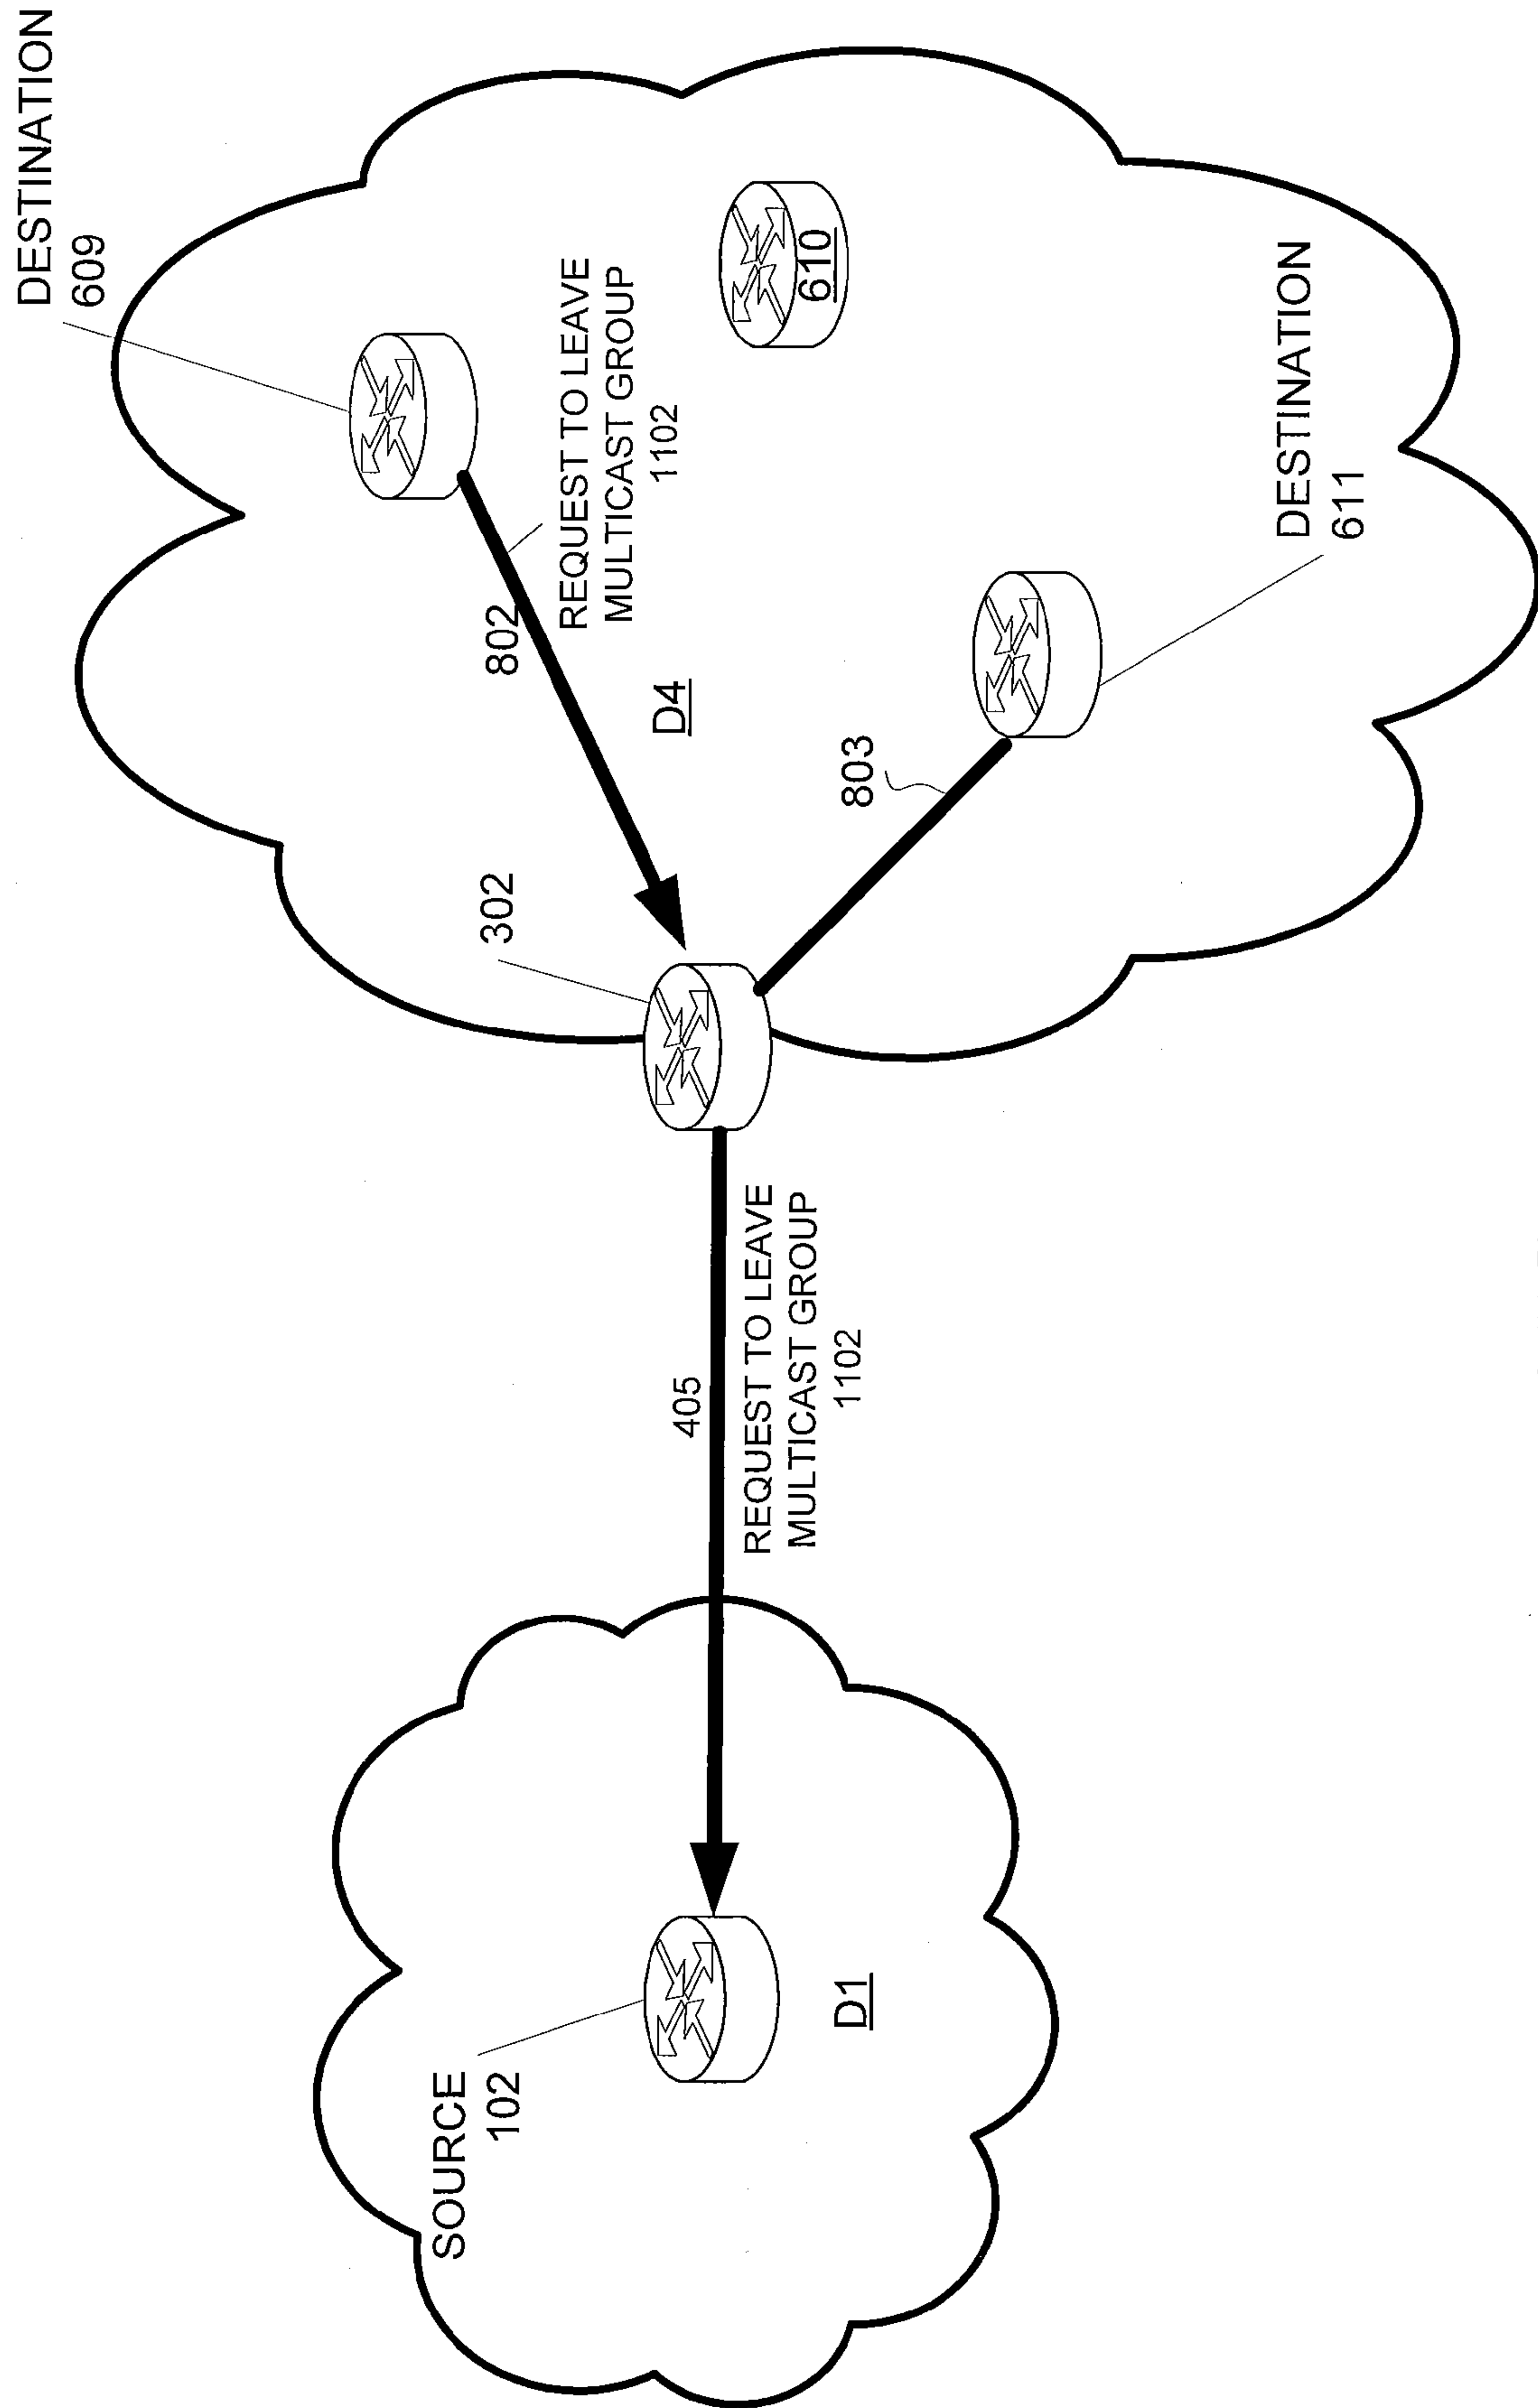 DESTINATION
609
802
REQUEST TO LEAVE
MULTICAST GROUP
1102
610
302
D4
SOURCE
102
405
REQUEST TO LEAVE
MULTICAST GROUP
1102
803
D1
DESTINATION
611